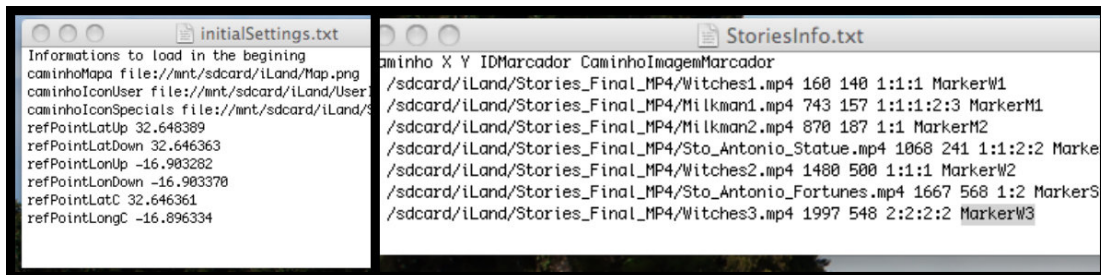 initialSettings.txt
Informations to load in the begining
caminhoMapa file://mnt/sdcard/iLand/Map.png
caminhoIconUser file://mnt/sdcard/iLand/UserI
caminhoIconSpecials file://mnt/sdcard/iLand/S
refPointLatUp 32.648389
refPointLatDown 32.646363
refPointLonUp -16.903282
refPointLonDown -16.903370
refPointLatC 32.646361
refPointLongC -16.896334
StoriesInfo.txt
aminho X Y IDMarcador CaminhoImagemMarcador
/sdcard/iLand/Stories_Final_MP4/Witches1.mp4 160 140 1:1:1 MarkerW1
/sdcard/iLand/Stories_Final_MP4/Milkman1.mp4 743 157 1:1:1:2:3 MarkerM1
/sdcard/iLand/Stories_Final_MP4/Milkman2.mp4 870 187 1:1 MarkerM2
/sdcard/iLand/Stories_Final_MP4/Sto_Antonio_Statue.mp4 1068 241 1:1:2:2 Marke
/sdcard/iLand/Stories_Final_MP4/Witches2.mp4 1480 500 1:1:1 MarkerW2
/sdcard/iLand/Stories_Final_MP4/Sto_Antonio_Fortunes.mp4 1667 568 1:2 MarkerS
/sdcard/iLand/Stories_Final_MP4/Witches3.mp4 1997 548 2:2:2:2 MarkerW3